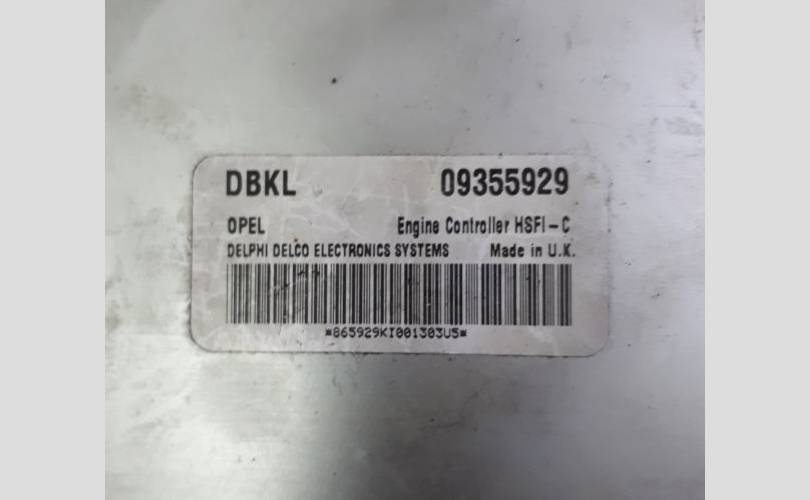 DBKL 09355929
OPEL Engine Controller HSFI-C
DELPHI DELCO ELECTRONICS SYSTEMS Made in U.K.
*865929KI001303U5*